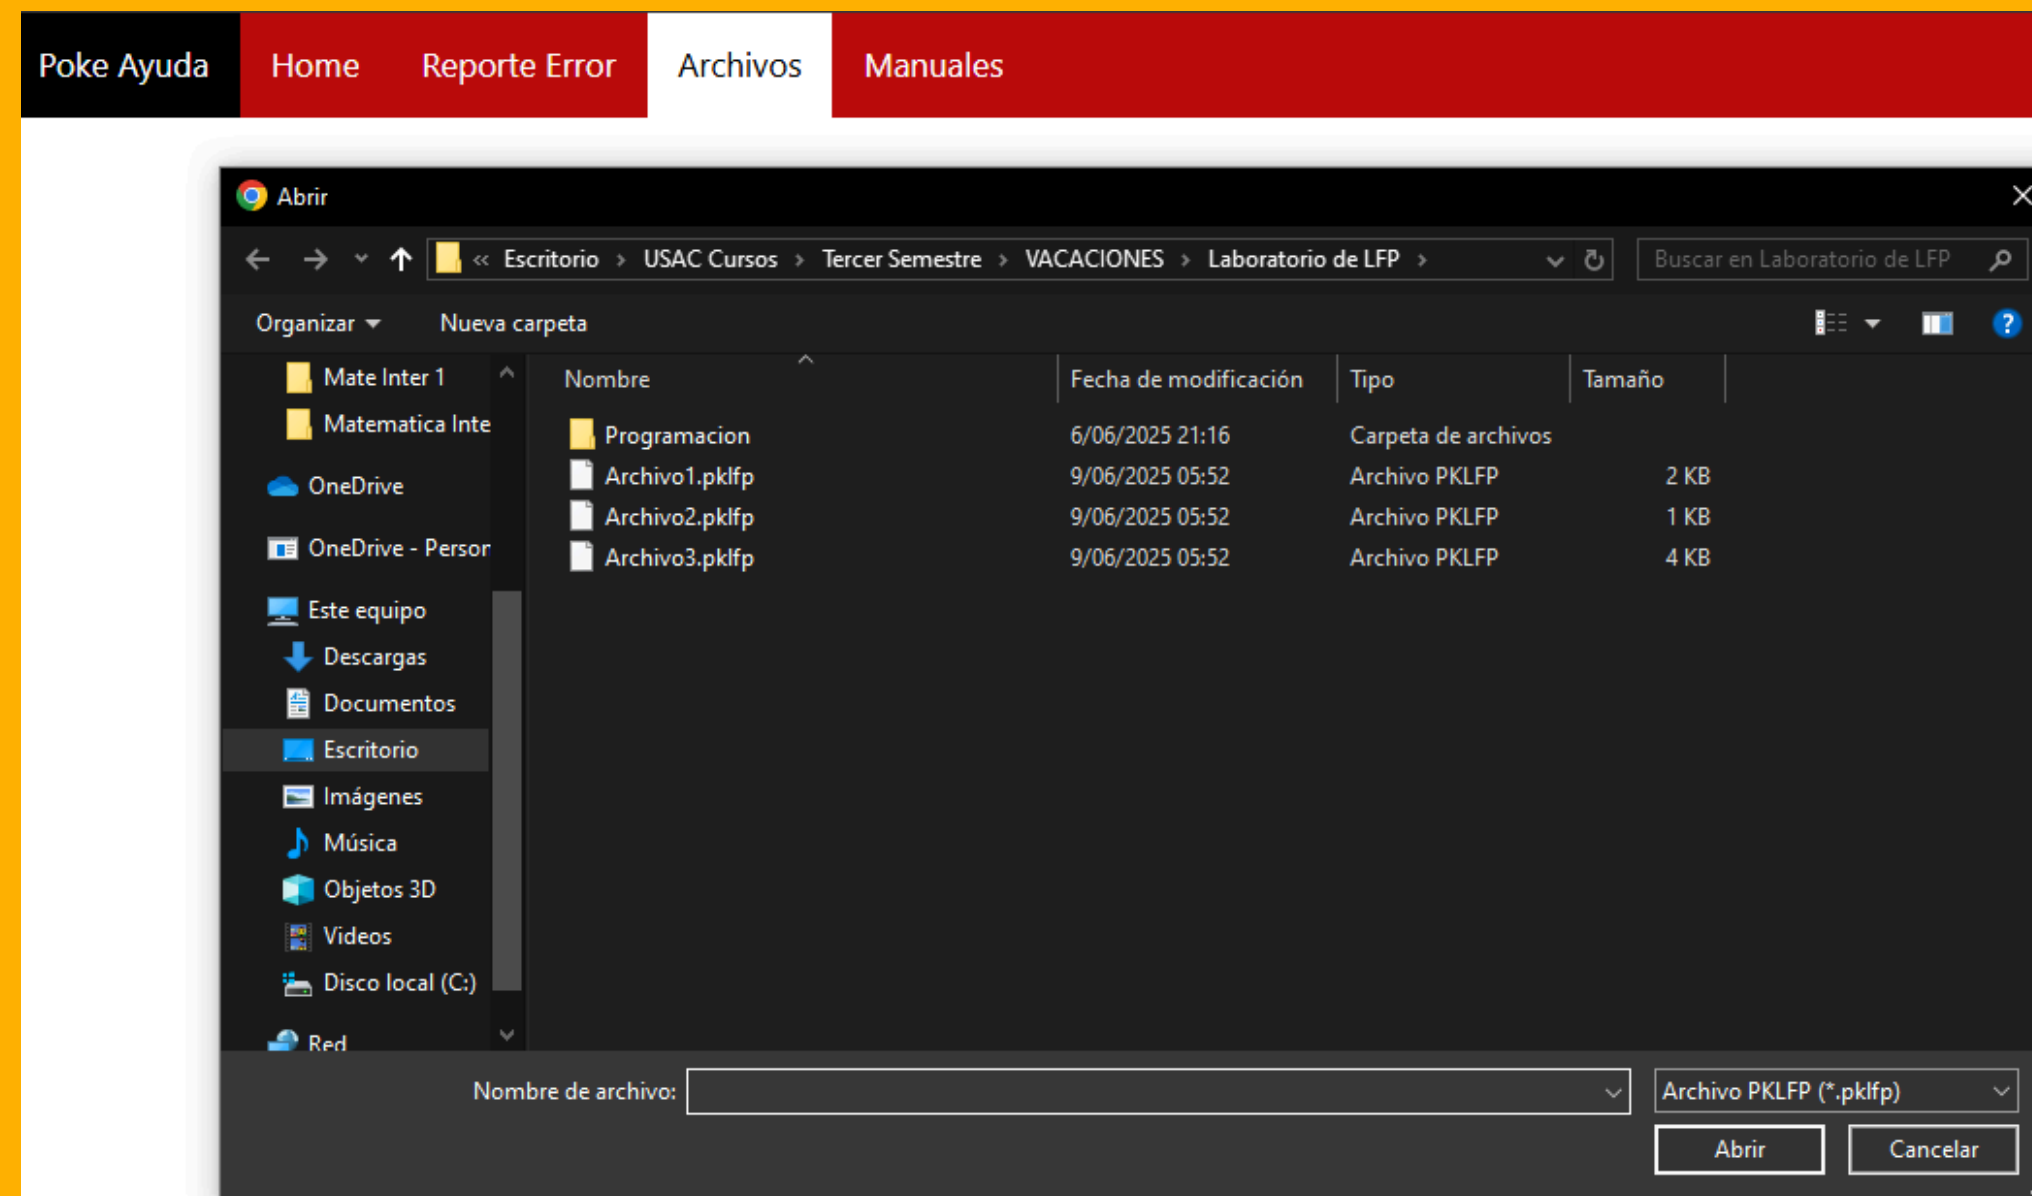 Poke Ayuda Home Reporte Error Archivos Manuales
Abrir
« Escritorio > USAC Cursos > Tercer Semestre > VACACIONES > Laboratorio de LFP > Buscar en Laboratorio de LFP
Organizar Nueva carpeta
Nombre Fecha de modificación Tipo Tamaño
Mate Inter 1
Matematica Inte
OneDrive
OneDrive - Person
Este equipo
Descargas
Documentos
Escritorio
Imágenes
Música
Objetos 3D
Videos
Disco local (C:)
Red
Programacion 6/06/2025 21:16 Carpeta de archivos
Archivo1.pklfp 9/06/2025 05:52 Archivo PKLFP 2 KB
Archivo2.pklfp 9/06/2025 05:52 Archivo PKLFP 1 KB
Archivo3.pklfp 9/06/2025 05:52 Archivo PKLFP 4 KB
Nombre de archivo: Archivo PKLFP (*.pklfp)
Abrir Cancelar